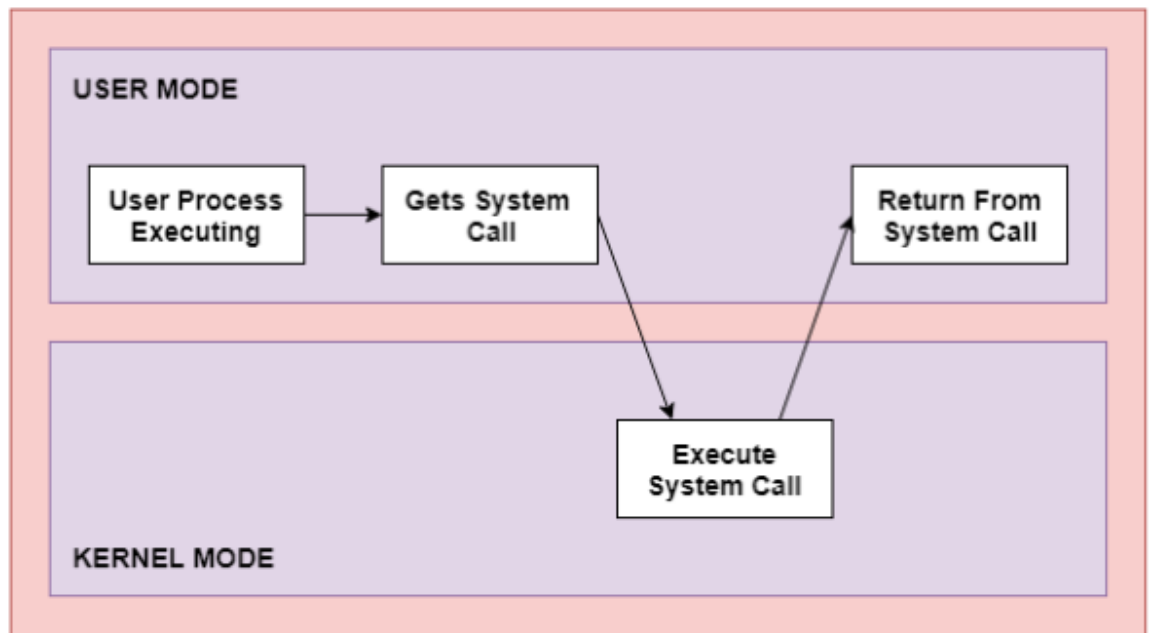 USER MODE
User Process
Executing
Gets System
Call
Return From
System Call
Execute
System Call
KERNEL MODE